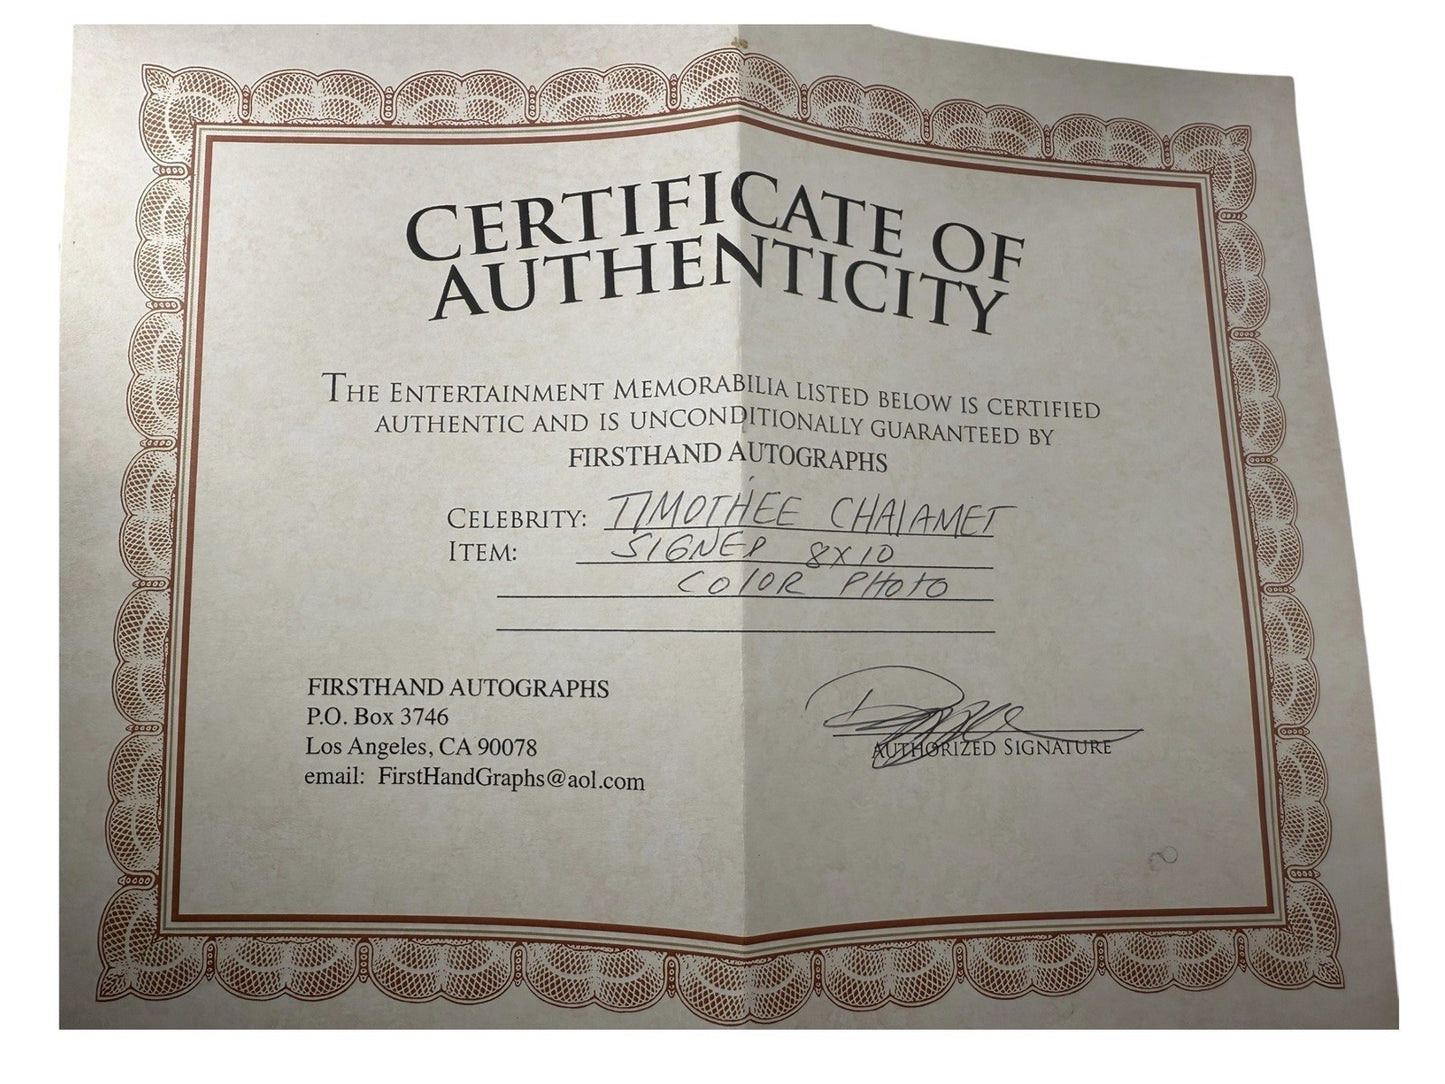 CERTIFICATE OF
AUTHENTICITY
THE ENTERTAINMENT MEMORABILIA LISTED BELOW IS CERTIFIED
AUTHENTIC AND IS UNCONDITIONALLY GUARANTEED BY
FIRSTHAND AUTOGRAPHS
CELEBRITY: TIMOTHÉE CHALAMET
ITEM: SIGNED 8X10
COLOR PHOTO
FIRSTHAND AUTOGRAPHS
P.O. Box 3746
Los Angeles, CA 90078
email: FirstHandGraphs@aol.com
AUTHORIZED SIGNATURE